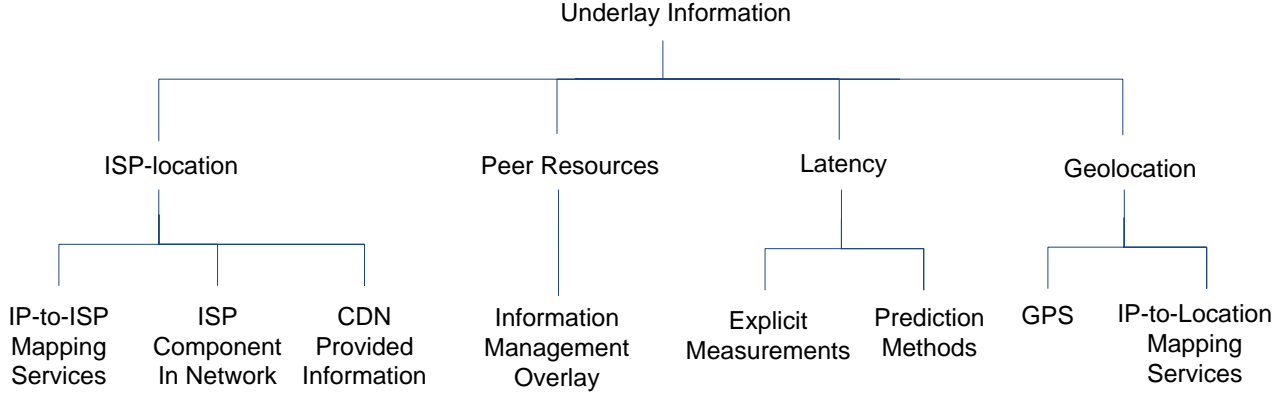 Underlay Information
ISP-location
Peer Resources
Latency
Geolocation
IP-to-ISP
Mapping
Services
ISP
Component
In Network
CDN
Provided
Information
Information
Management
Overlay
Explicit
Measurements
Prediction
Methods
GPS
IP-to-Location
Mapping
Services